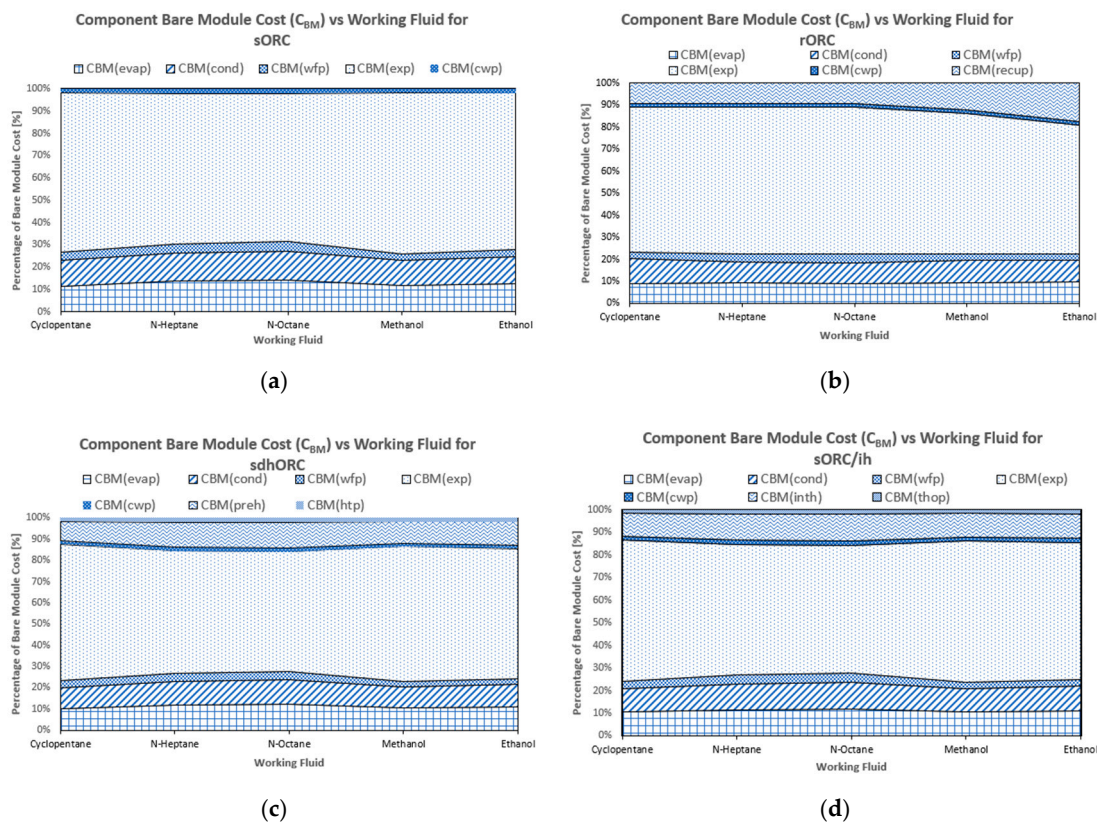 Component Bare Module Cost (CBM) vs Working Fluid for
sORC
CBM(evap) CBM(cond) CBM(wfp) CBM(exp) CBM(cwp)
Percentage of Bare Module Cost [%]
100%
90%
80%
70%
60%
50%
40%
30%
20%
10%
0%
Cyclopentane N-Heptane N-Octane Methanol Ethanol
Working Fluid
(a)
Component Bare Module Cost (CBM) vs Working Fluid for
rORC
CBM(evap) CBM(cond) CBM(wfp)
CBM(exp) CBM(cwp) CBM(recup)
Percentage of Bare Module Cost [%]
100%
90%
80%
70%
60%
50%
40%
30%
20%
10%
0%
Cyclopentane N-Heptane N-Octane Methanol Ethanol
Working Fluid
(b)
Component Bare Module Cost (CBM) vs Working Fluid for
sdhORC
CBM(evap) CBM(cond) CBM(wfp) CBM(exp)
CBM(cwp) CBM(preh) CBM(htp)
Percentage of Bare Module Cost [%]
100%
90%
80%
70%
60%
50%
40%
30%
20%
10%
0%
Cyclopentane N-Heptane N-Octane Methanol Ethanol
Working Fluid
(c)
Component Bare Module Cost (CBM) vs Working Fluid for
sORC/ih
CBM(evap) CBM(cond) CBM(wfp) CBM(exp)
CBM(cwp) CBM(inth) CBM(thop)
Percentage of Bare Module Cost [%]
100%
90%
80%
70%
60%
50%
40%
30%
20%
10%
0%
Cyclopentane N-Heptane N-Octane Methanol Ethanol
Working Fluid
(d)